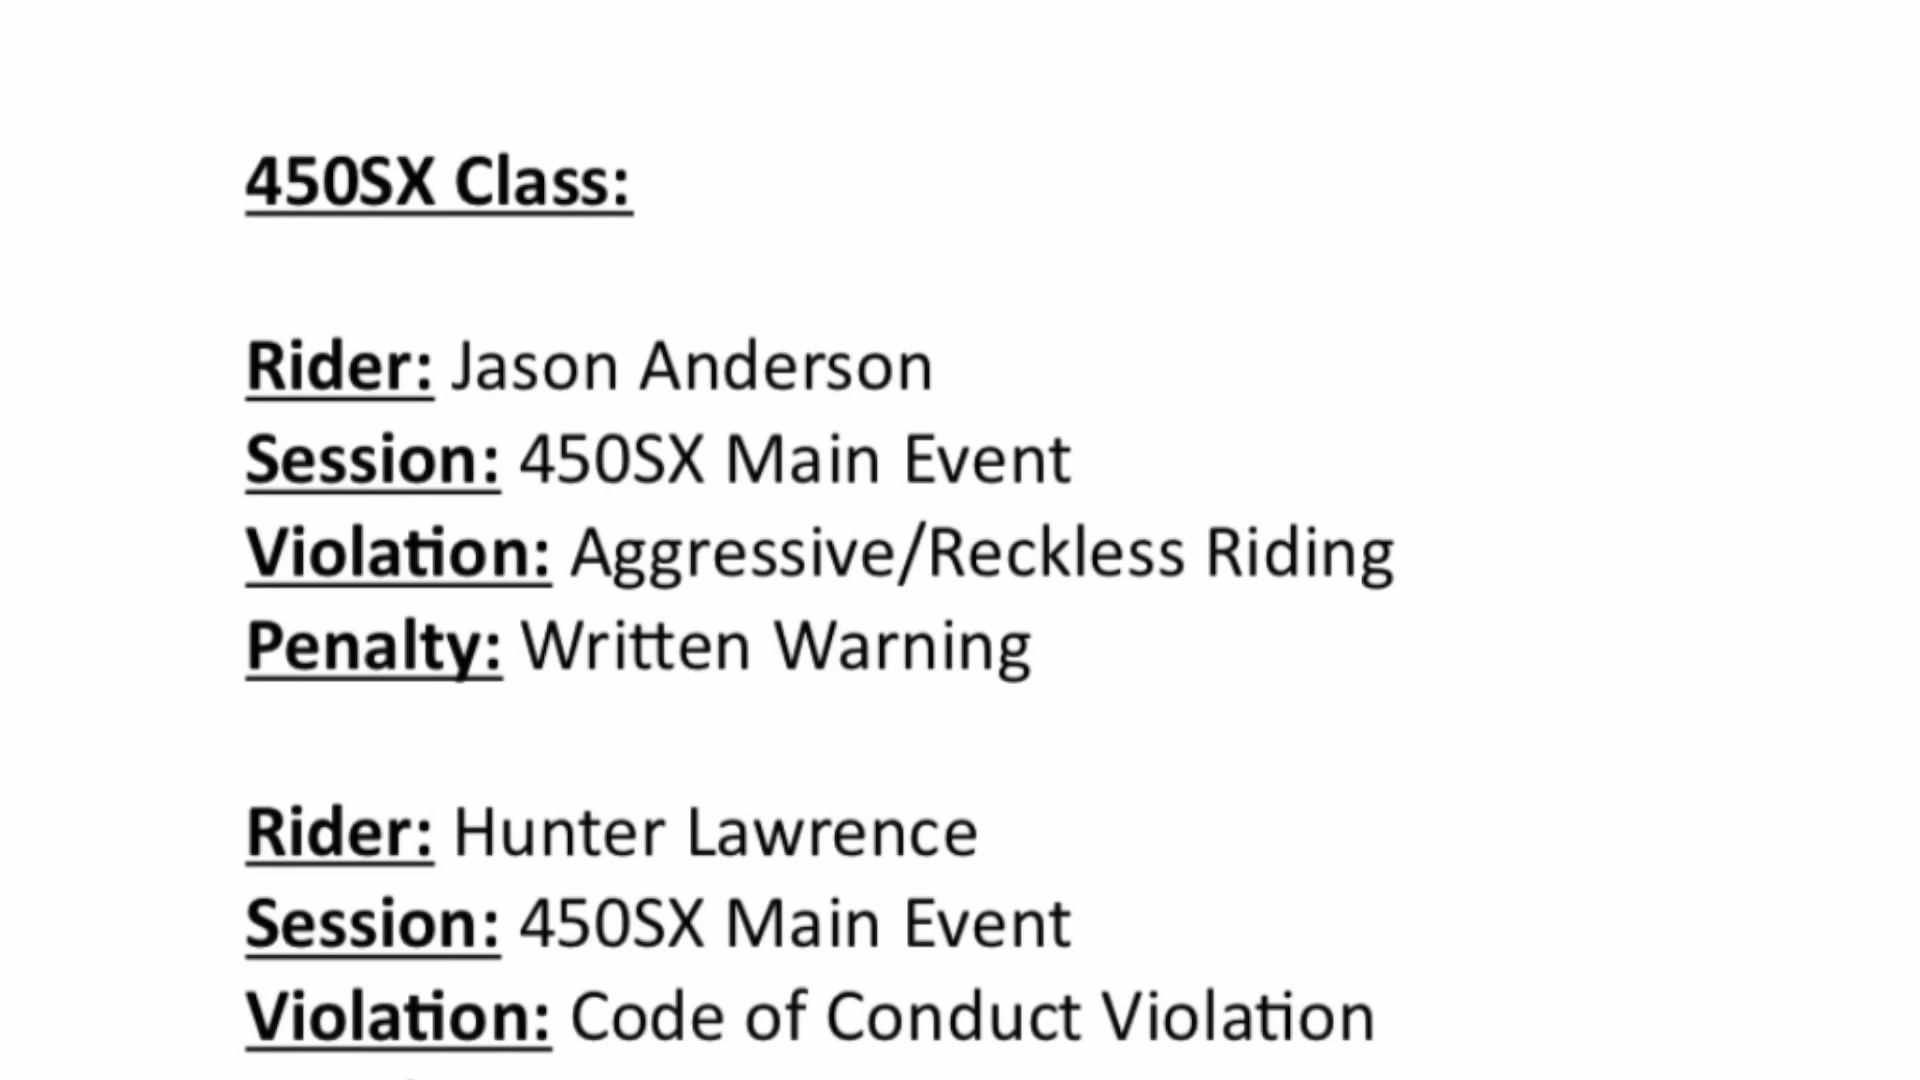 450SX Class:
Rider: Jason Anderson
Session: 450SX Main Event
Violation: Aggressive/Reckless Riding
Penalty: Written Warning
Rider: Hunter Lawrence
Session: 450SX Main Event
Violation: Code of Conduct Violation